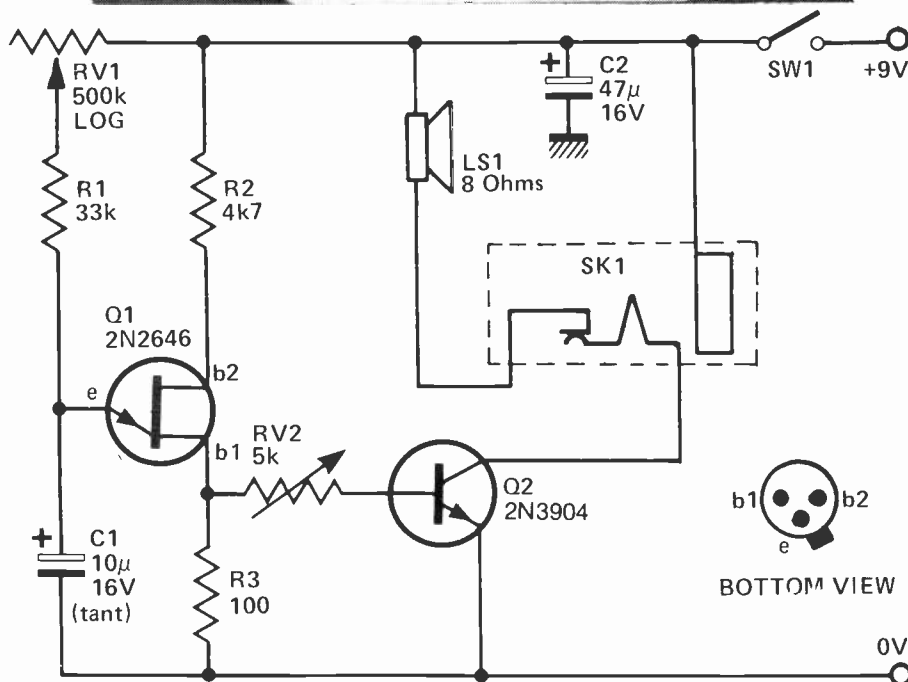 RV1
500k
LOG
R1
33k
R2
4k7
LS1
8 Ohms
+
C2
47μ
16V
SW1
+9V
SK1
Q1
2N2646
e
b2
b1
RV2
5k
Q2
2N3904
+
C1
10μ
16V
(tant)
R3
100
b1
b2
e
BOTTOM VIEW
0V